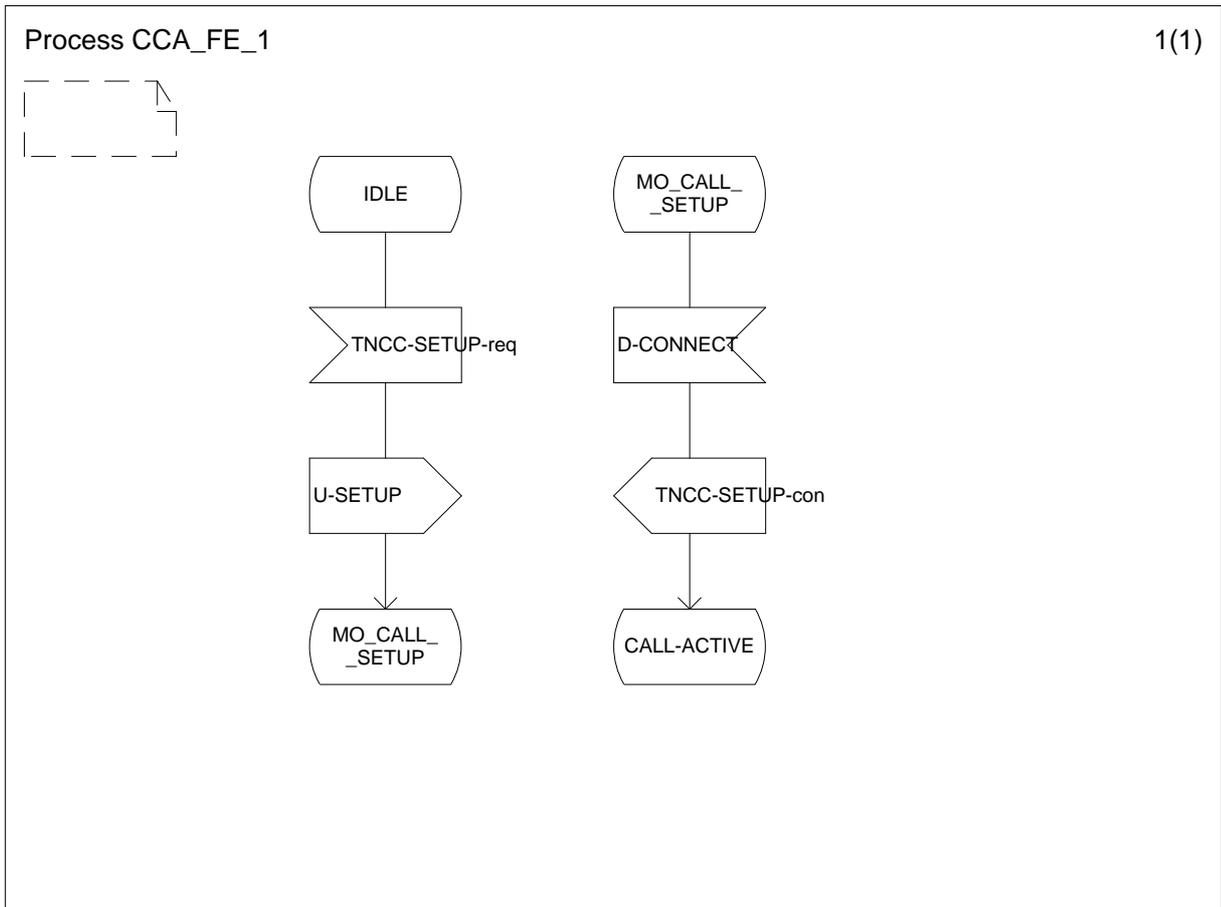 Process CCA_FE_1
1(1)
IDLE
MO_CALL_
_SETUP
TNCC-SETUP-req
D-CONNECT
U-SETUP
TNCC-SETUP-con
MO_CALL_
_SETUP
CALL-ACTIVE